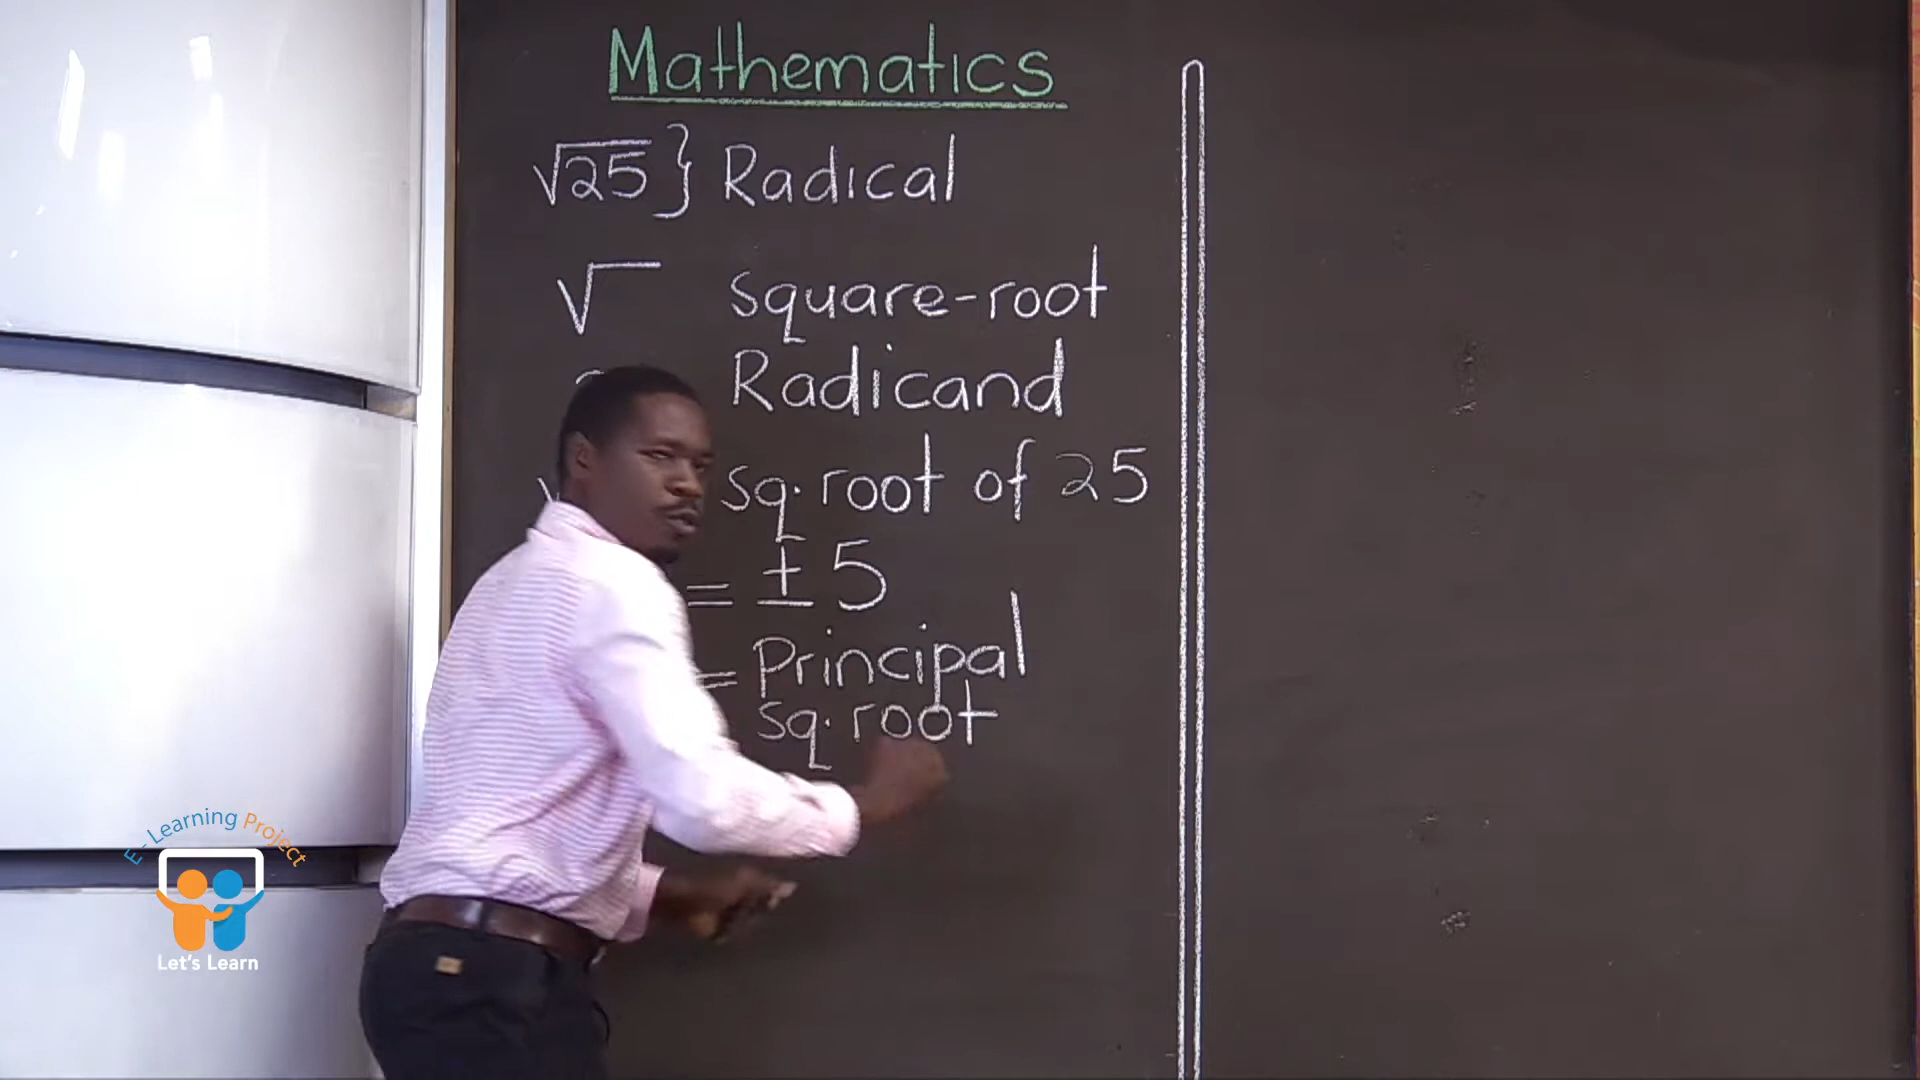 Mathematics
√25 } Radical
√ square-root
Radicand
sq. root of 25
= ± 5
= Principal
sq. root
E-Learning Project
Let's Learn